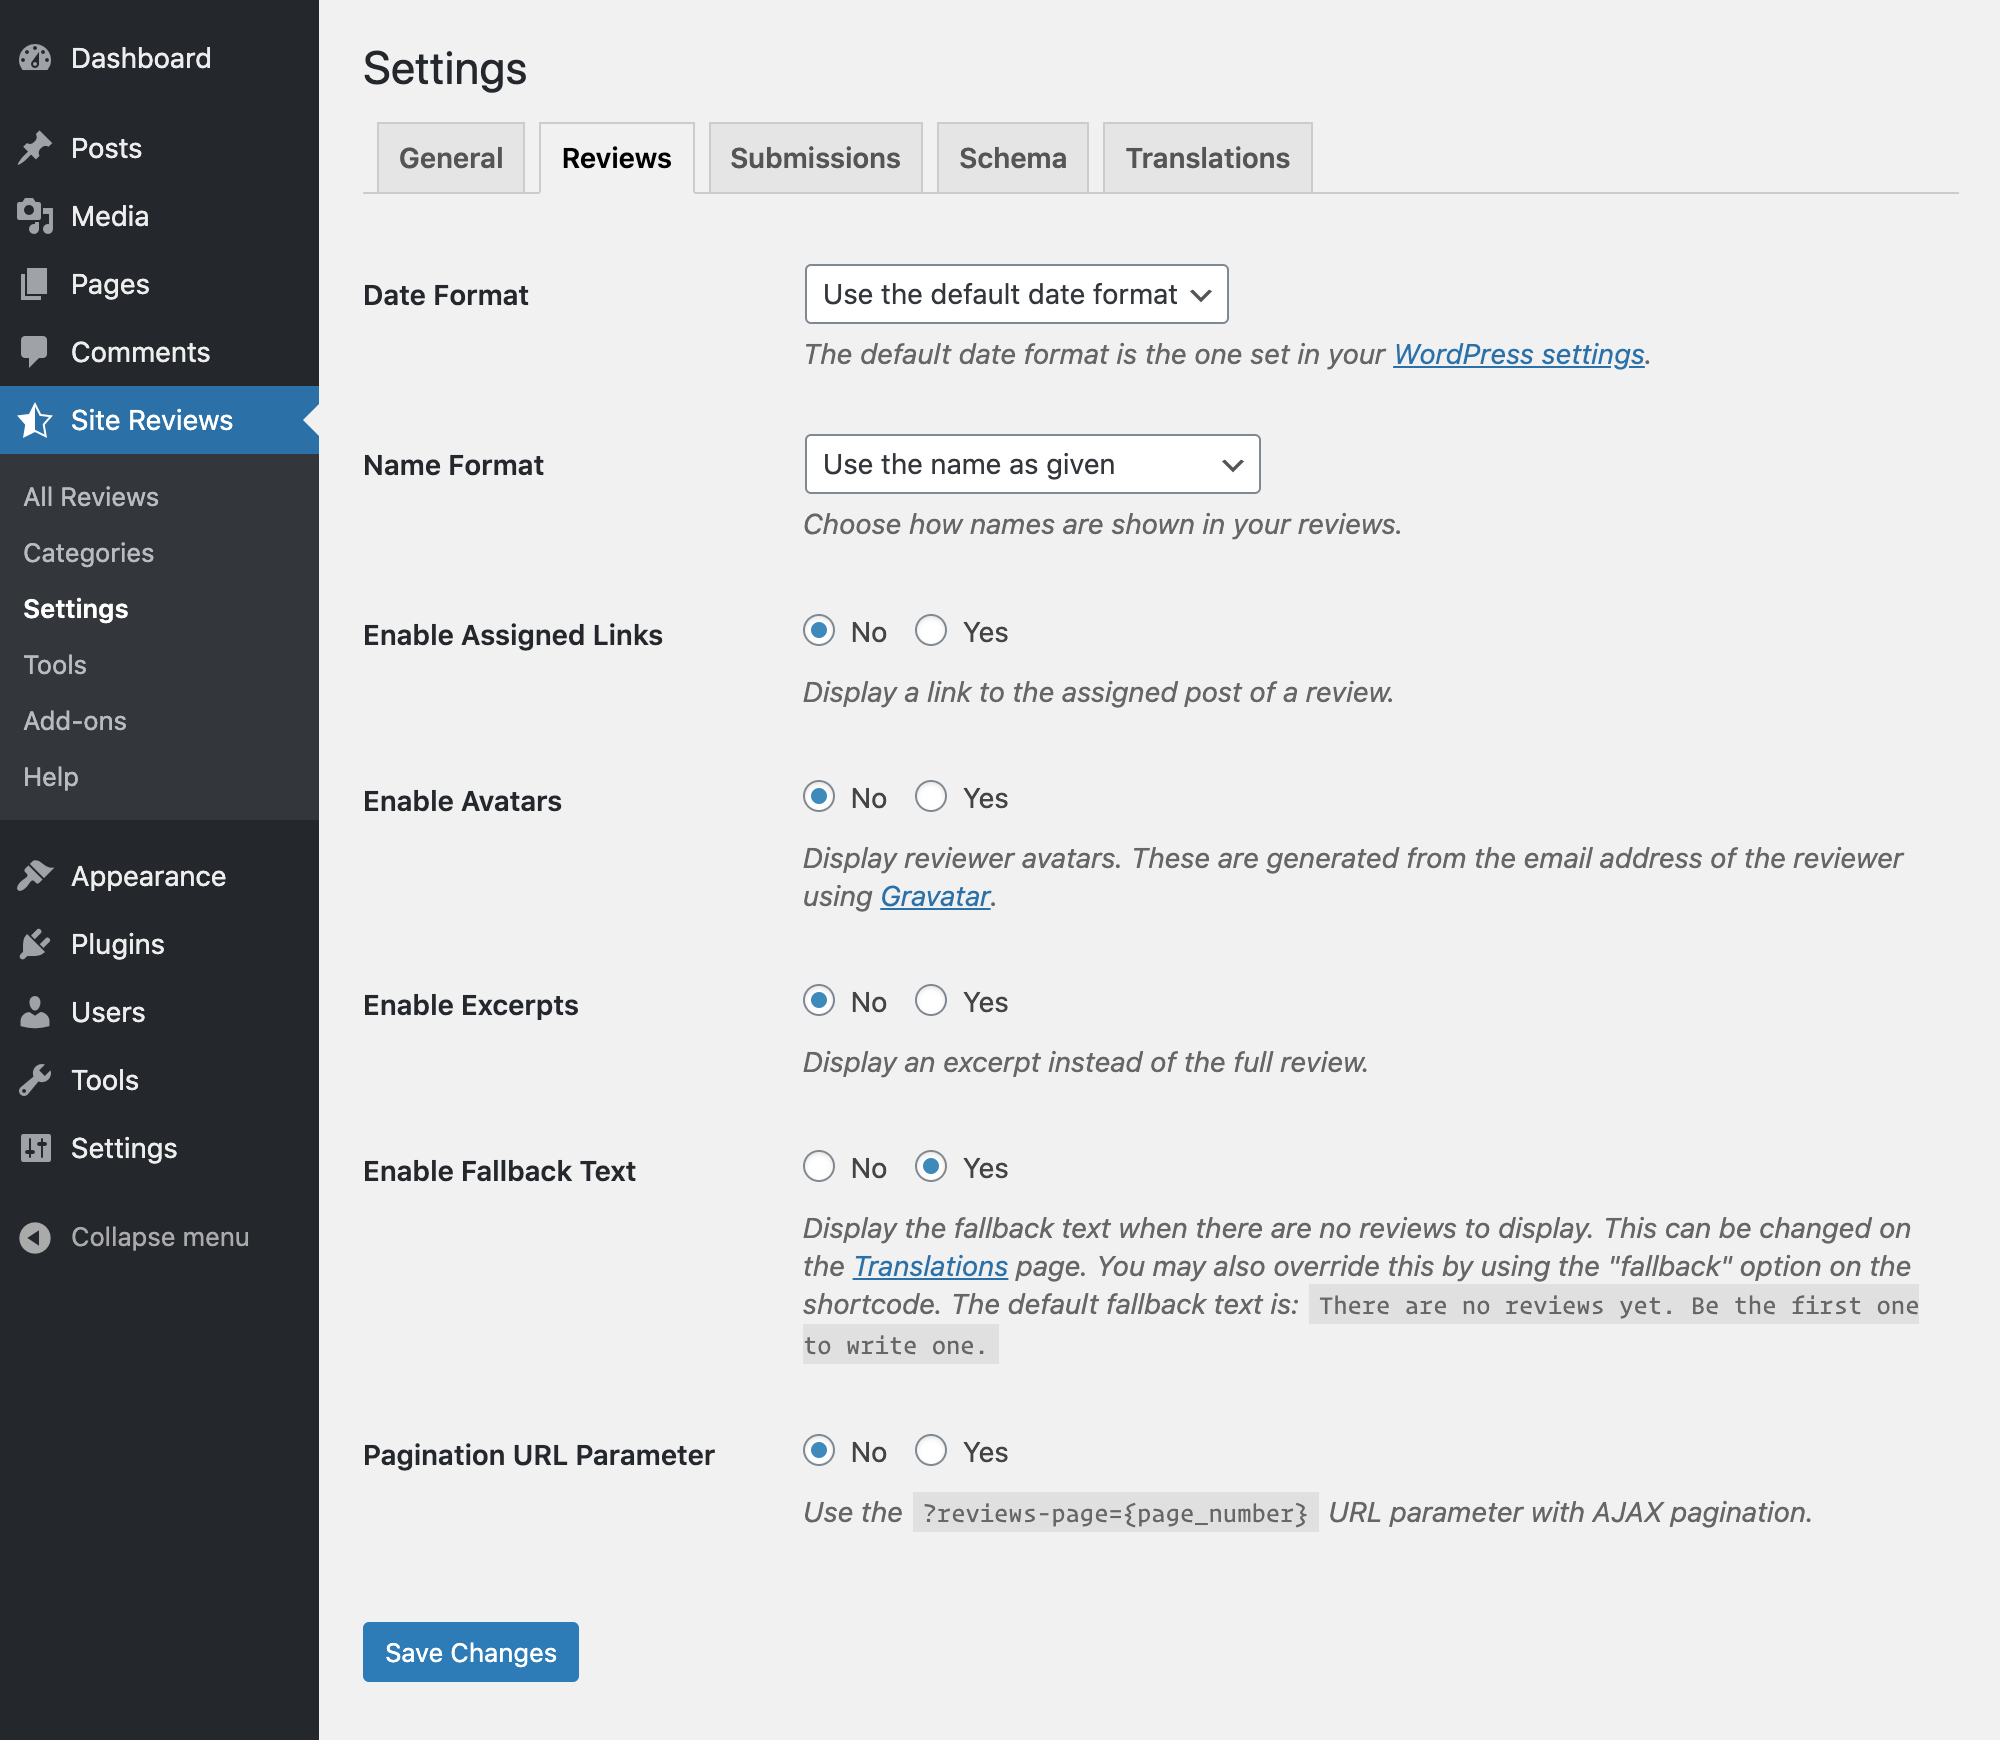 Dashboard
Posts
Media
Pages
Comments
Site Reviews
All Reviews
Categories
Settings
Tools
Add-ons
Help
Appearance
Plugins
Users
Tools
Settings
Collapse menu
Settings
General
Reviews
Submissions
Schema
Translations
Date Format
Use the default date format
The default date format is the one set in your WordPress settings.
Name Format
Use the name as given
Choose how names are shown in your reviews.
Enable Assigned Links
No Yes
Display a link to the assigned post of a review.
Enable Avatars
No Yes
Display reviewer avatars. These are generated from the email address of the reviewer
using Gravatar.
Enable Excerpts
No Yes
Display an excerpt instead of the full review.
Enable Fallback Text
No Yes
Display the fallback text when there are no reviews to display. This can be changed on
the Translations page. You may also override this by using the "fallback" option on the
shortcode. The default fallback text is: There are no reviews yet. Be the first one
to write one.
Pagination URL Parameter
No Yes
Use the ?reviews-page={page_number} URL parameter with AJAX pagination.
Save Changes